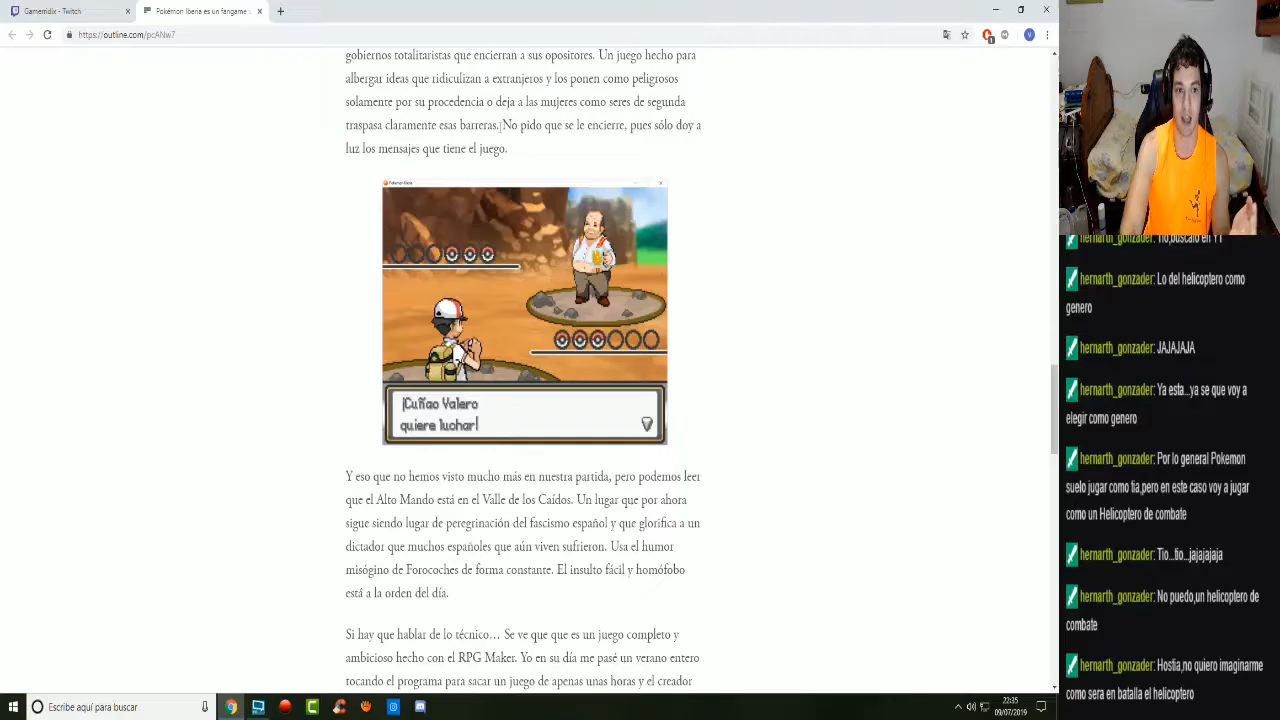 Gamerridix - Twitch
Pokémon Iberia es un fangame
https://outline.com/pcANw7
gobiernos totalitaristas que encierran a sus opositores. Un juego hecho para
albergar ideas que ridiculizan a extranjeros y los ponen como peligrosos
solamente por su procedencia o deja a las mujeres como seres de segunda
traspasa claramente esas barreras. No pido que se le encierre, pues sólo doy a
luz los mensajes que tiene el juego.
¡Cuñao Valero
quiere luchar!
Y eso que no hemos visto mucho más en nuestra partida, pero podemos leer
que el Alto Mando está en el Valle de los Caídos. Un lugar que por ahora
sigue siendo lugar de peregrinación del fascismo español y que glorifica a un
dictador que muchos españoles que aún viven sufrieron. Usa el humor
misógino de Forocoches de forma constante. El insulto fácil y homófobo
está a la orden del día.
Si hay que hablar de lo técnico… Se ve que que es un juego completo y
ambicioso hecho con el RPG Maker. Yo en su día me pasé un verano entero
tocando el programa para sacar un juego de apenas unas horas y el creador
hernarth_gonzader: Tio,buscalo en YT
hernarth_gonzader: Lo del helicoptero como
genero
hernarth_gonzader: JAJAJAJA
hernarth_gonzader: Ya esta...ya se que voy a
elegir como genero
hernarth_gonzader: Por lo general Pokemon
suelo jugar como tia,pero en este caso voy a jugar
como un Helicoptero de combate
hernarth_gonzader: Tio...tio...jajajajaja
hernarth_gonzader: No puedo,un helicoptero de
combate
hernarth_gonzader: Hostia,no quiero imaginarme
como sera en batalla el helicoptero
Escribe aquí para buscar
22:35
09/07/2019